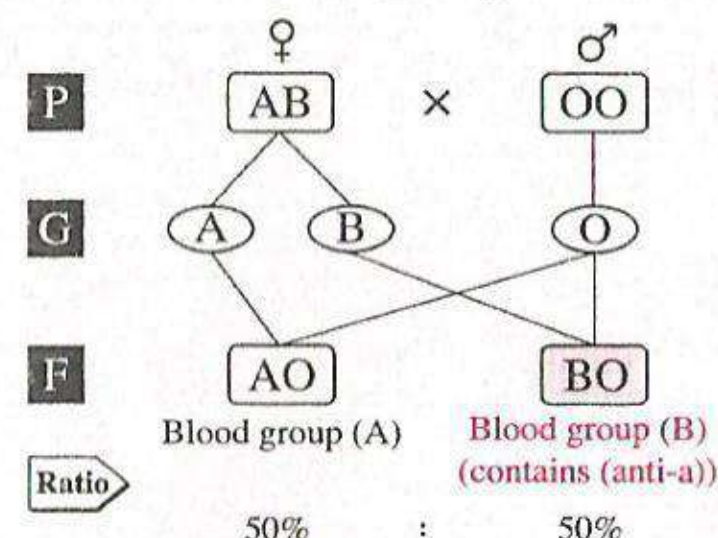 ♀ ♂
P AB × OO
G A B O
F AO BO
Blood group (A) Blood group (B)
(contains (anti-a))
Ratio
50% : 50%